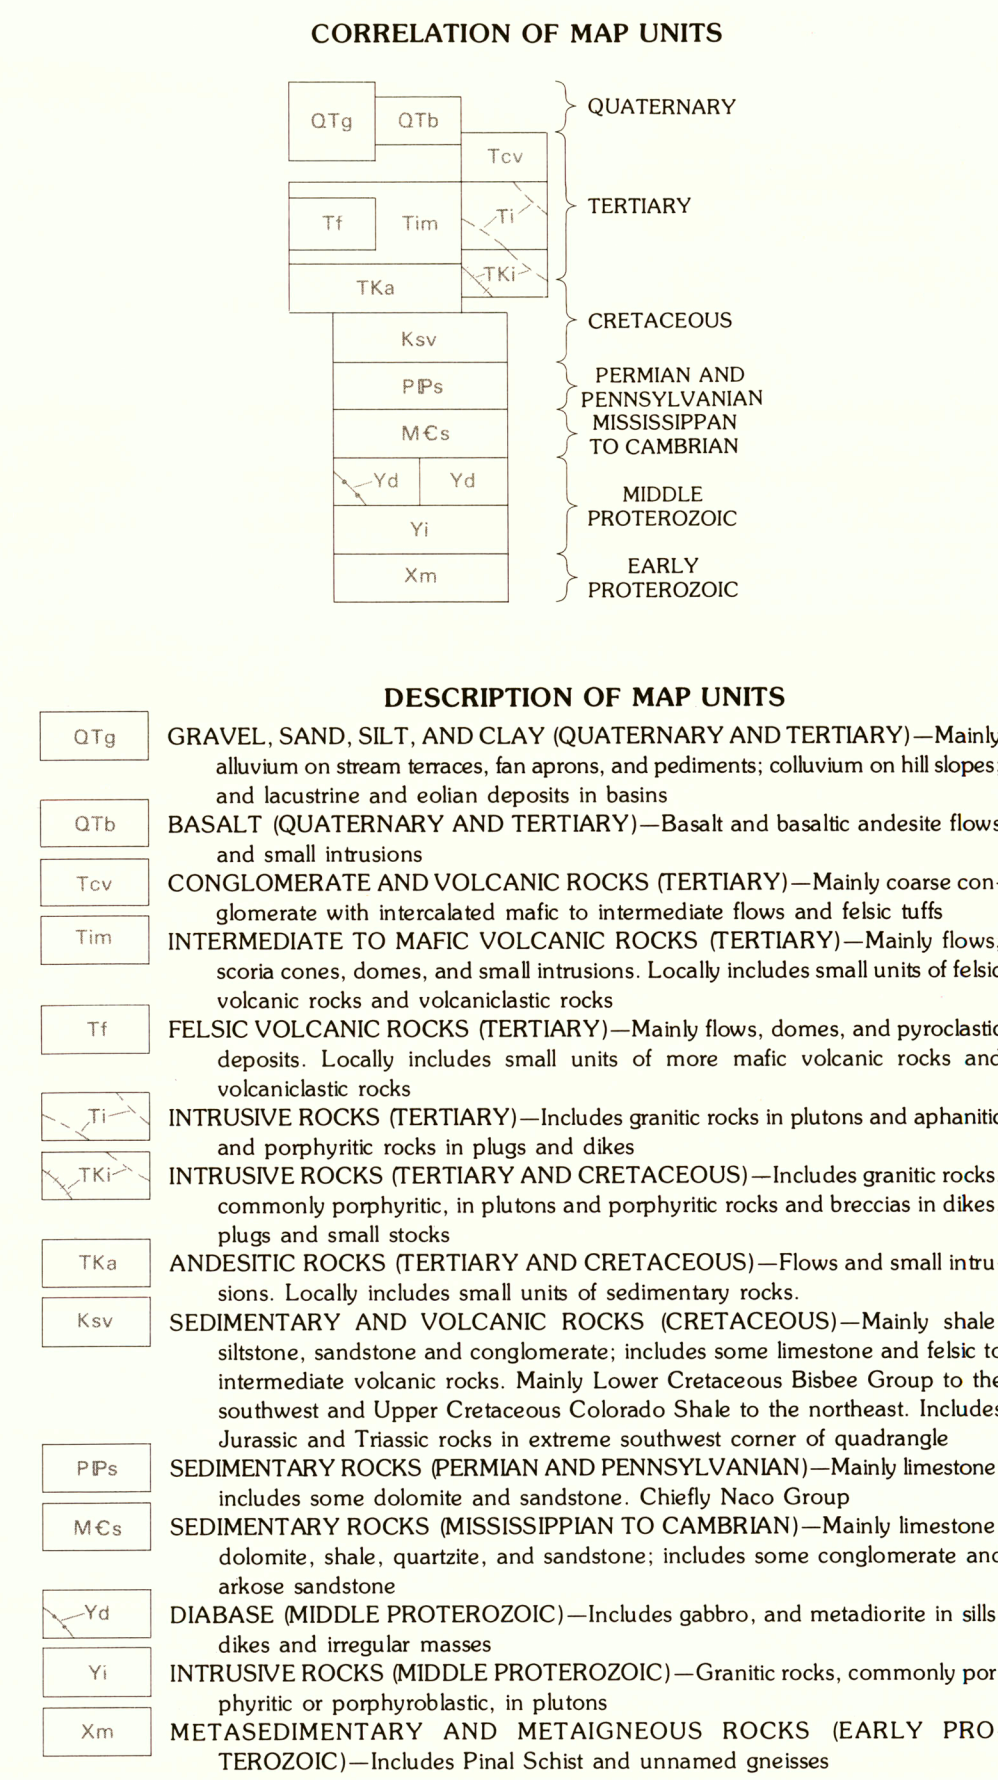 CORRELATION OF MAP UNITS
QTg QTb QUATERNARY
Tcv
Tf Tim Ti TERTIARY
TKa TKi
Ksv CRETACEOUS
PℙPs PERMIAN AND
PENNSYLVANIAN
MЄs MISSISSIPPAN
TO CAMBRIAN
Yd Yd MIDDLE
PROTEROZOIC
Yi
Xm EARLY
PROTEROZOIC
DESCRIPTION OF MAP UNITS
QTg GRAVEL, SAND, SILT, AND CLAY (QUATERNARY AND TERTIARY)—Mainly
alluvium on stream terraces, fan aprons, and pediments; colluvium on hill slopes;
and lacustrine and eolian deposits in basins
QTb BASALT (QUATERNARY AND TERTIARY)—Basalt and basaltic andesite flows
and small intrusions
Tcv CONGLOMERATE AND VOLCANIC ROCKS (TERTIARY)—Mainly coarse con-
glomerate with intercalated mafic to intermediate flows and felsic tuffs
Tim INTERMEDIATE TO MAFIC VOLCANIC ROCKS (TERTIARY)—Mainly flows,
scoria cones, domes, and small intrusions. Locally includes small units of felsic
volcanic rocks and volcaniclastic rocks
Tf FELSIC VOLCANIC ROCKS (TERTIARY)—Mainly flows, domes, and pyroclastic
deposits. Locally includes small units of more mafic volcanic rocks and
volcaniclastic rocks
Ti INTRUSIVE ROCKS (TERTIARY)—Includes granitic rocks in plutons and aphanitic
and porphyritic rocks in plugs and dikes
TKi INTRUSIVE ROCKS (TERTIARY AND CRETACEOUS)—Includes granitic rocks
commonly porphyritic, in plutons and porphyritic rocks and breccias in dikes
plugs and small stocks
TKa ANDESITIC ROCKS (TERTIARY AND CRETACEOUS)—Flows and small intru
sions. Locally includes small units of sedimentary rocks.
Ksv SEDIMENTARY AND VOLCANIC ROCKS (CRETACEOUS)—Mainly shale
siltstone, sandstone and conglomerate; includes some limestone and felsic to
intermediate volcanic rocks. Mainly Lower Cretaceous Bisbee Group to the
southwest and Upper Cretaceous Colorado Shale to the northeast. Includes
Jurassic and Triassic rocks in extreme southwest corner of quadrangle
PℙPs SEDIMENTARY ROCKS (PERMIAN AND PENNSYLVANIAN)—Mainly limestone
includes some dolomite and sandstone. Chiefly Naco Group
MЄs SEDIMENTARY ROCKS (MISSISSIPPIAN TO CAMBRIAN)—Mainly limestone
dolomite, shale, quartzite, and sandstone; includes some conglomerate and
arkose sandstone
Yd DIABASE (MIDDLE PROTEROZOIC)—Includes gabbro, and metadiorite in sills
dikes and irregular masses
Yi INTRUSIVE ROCKS (MIDDLE PROTEROZOIC)—Granitic rocks, commonly por
phyritic or porphyroblastic, in plutons
Xm METASEDIMENTARY AND METAIGNEOUS ROCKS (EARLY PRO
TEROZOIC)—Includes Pinal Schist and unnamed gneisses